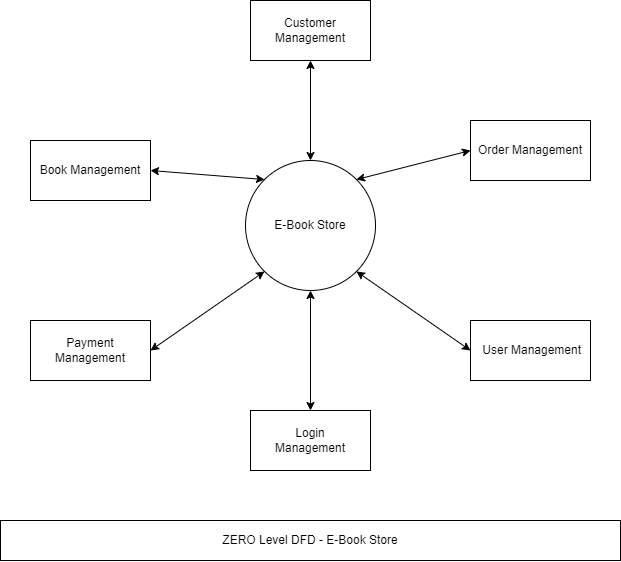 Customer
Management
Order Management
Book Management
E-Book Store
Payment
Management
User Management
Login
Management
ZERO Level DFD - E-Book Store